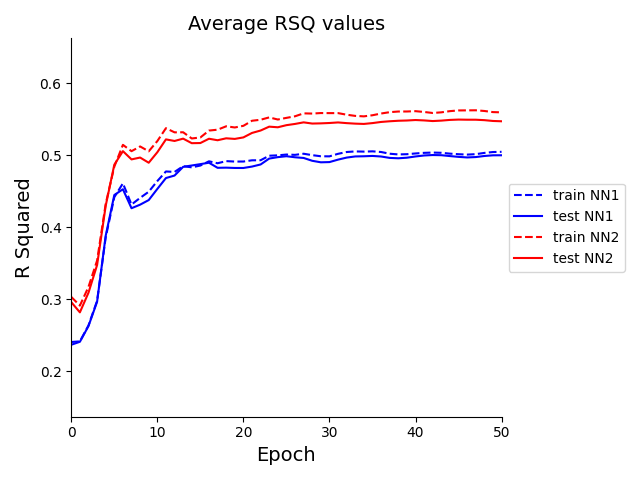 Average RSQ values
R Squared
0.6
0.5
0.4
0.3
0.2
0 10 20 30 40 50
Epoch
train NN1
test NN1
train NN2
test NN2